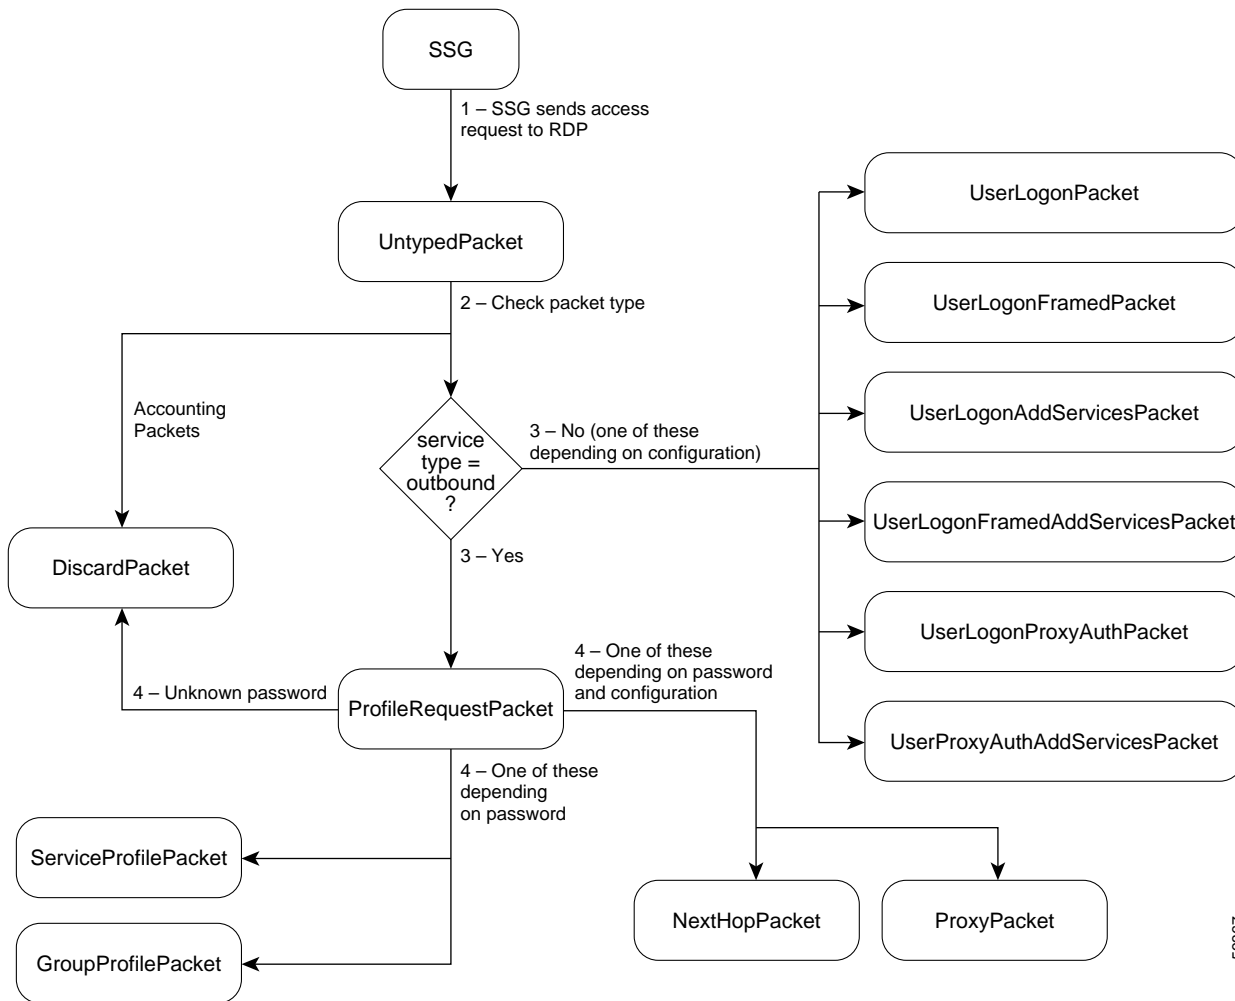 SSG
1 – SSG sends access
request to RDP
UntypedPacket
2 – Check packet type
Accounting
Packets
service
type =
outbound
?
3 – No (one of these
depending on configuration)
UserLogonPacket
UserLogonFramedPacket
UserLogonAddServicesPacket
UserLogonFramedAddServicesPacket
UserLogonProxyAuthPacket
UserProxyAuthAddServicesPacket
DiscardPacket
3 – Yes
4 – Unknown password
ProfileRequestPacket
4 – One of these
depending on password
and configuration
4 – One of these
depending
on password
ServiceProfilePacket
GroupProfilePacket
NextHopPacket
ProxyPacket